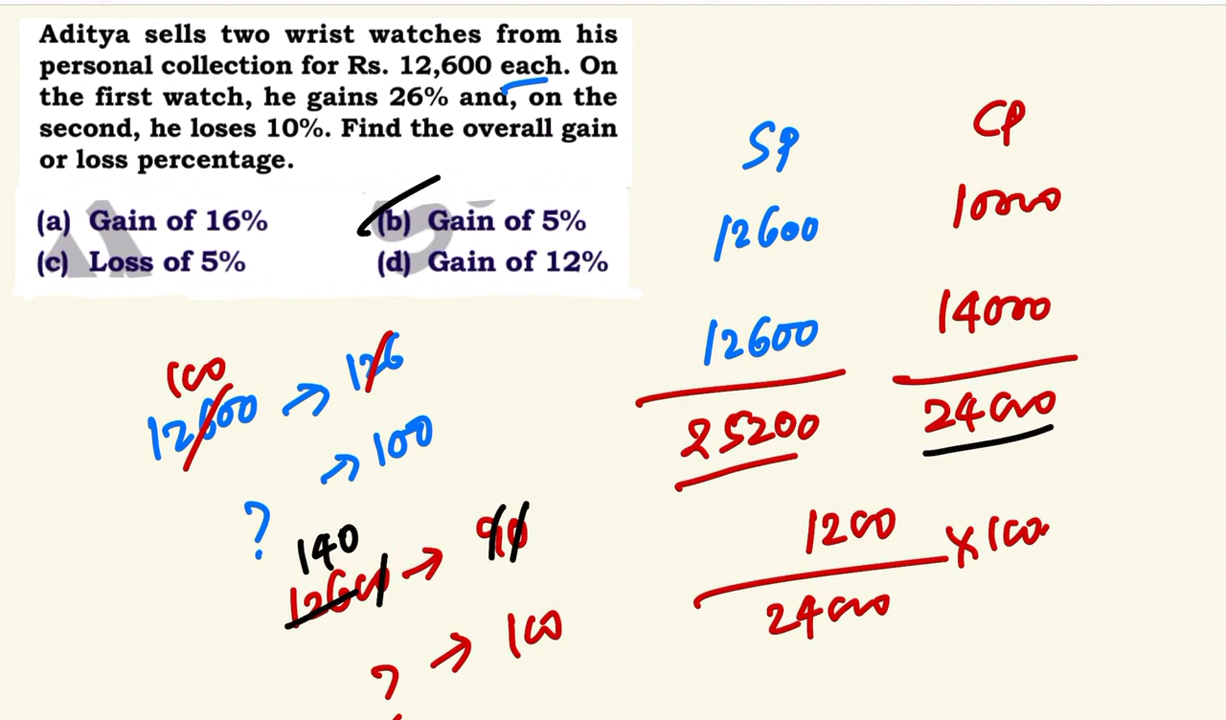 Aditya sells two wrist watches from his
personal collection for Rs. 12,600 each. On
the first watch, he gains 26% and, on the
second, he loses 10%. Find the overall gain
or loss percentage.
(a) Gain of 16% (b) Gain of 5%
(c) Loss of 5% (d) Gain of 12%
SP CP
12600 10000
12600 14000
25200 24000
1200 × 100
24000
100
12600 → 126
? → 100
140
12600 → 90
? → 100